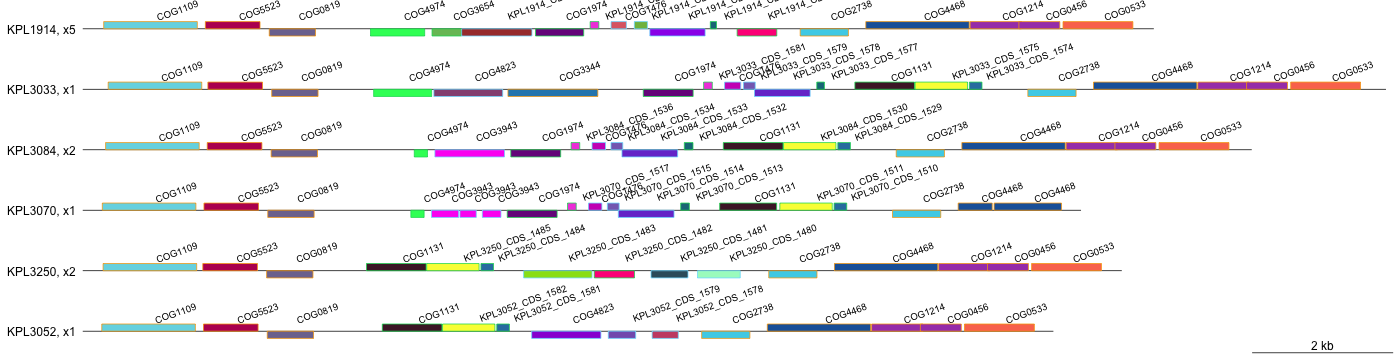 KPL1914, x5 COG1109 COG5523 COG0819 COG4974 COG3654 COG1974 COG1476 COG2738 COG4468 COG1214 COG0456 COG0533
KPL3033, x1 COG1109 COG5523 COG0819 COG4974 COG4823 COG3344 COG1974 KPL3033_CDS_1581 COG1476 KPL3033_CDS_1579 KPL3033_CDS_1578 KPL3033_CDS_1577 COG1131 KPL3033_CDS_1575 KPL3033_CDS_1574 COG2738 COG4468 COG1214 COG0456 COG0533
KPL3084, x2 COG1109 COG5523 COG0819 COG4974 COG3943 COG1974 KPL3084_CDS_1536 COG1476 KPL3084_CDS_1534 KPL3084_CDS_1533 KPL3084_CDS_1532 COG1131 KPL3084_CDS_1530 KPL3084_CDS_1529 COG2738 COG4468 COG1214 COG0456 COG0533
KPL3070, x1 COG1109 COG5523 COG0819 COG4974 COG3943 COG3943 COG3943 COG1974 KPL3070_CDS_1517 COG1476 KPL3070_CDS_1515 KPL3070_CDS_1514 KPL3070_CDS_1513 COG1131 KPL3070_CDS_1511 KPL3070_CDS_1510 COG2738 COG4468 COG4468
KPL3250, x2 COG1109 COG5523 COG0819 COG1131 KPL3250_CDS_1485 KPL3250_CDS_1484 KPL3250_CDS_1483 KPL3250_CDS_1482 KPL3250_CDS_1481 KPL3250_CDS_1480 COG2738 COG4468 COG1214 COG0456 COG0533
KPL3052, x1 COG1109 COG5523 COG0819 COG1131 KPL3052_CDS_1582 KPL3052_CDS_1581 COG4823 KPL3052_CDS_1579 KPL3052_CDS_1578 COG2738 COG4468 COG1214 COG0456 COG0533
2 kb